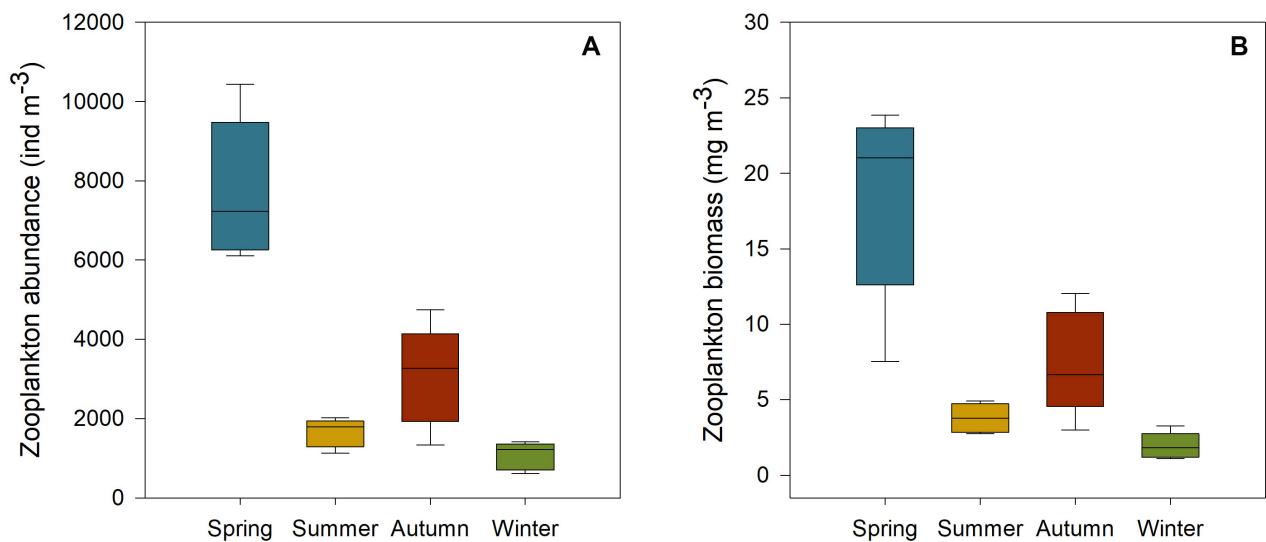 A
Zooplankton abundance (ind m-3)
12000
10000
8000
6000
4000
2000
0
Spring Summer Autumn Winter
B
Zooplankton biomass (mg m-3)
30
25
20
15
10
5
0
Spring Summer Autumn Winter